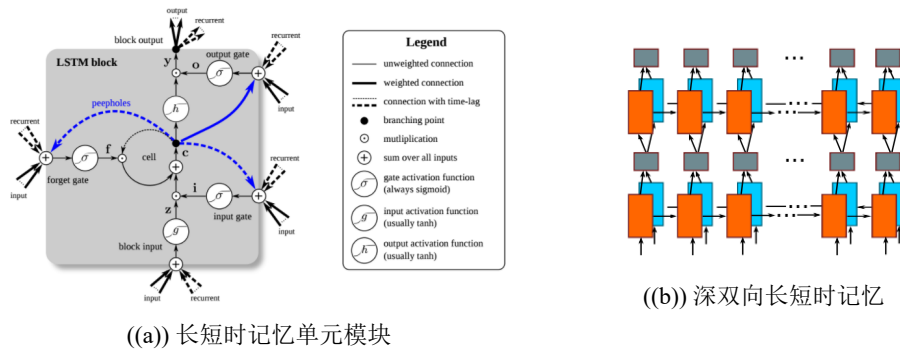 output
recurrent
block output
LSTM block
y
o
output gate
σ
input
h
peepholes
recurrent
c
f
cell
σ
forget gate
input
recurrent
i
σ
input gate
z
input
g
block input
input
recurrent
Legend
unweighted connection
weighted connection
connection with time-lag
branching point
mutliplication
sum over all inputs
σ
gate activation function
(always sigmoid)
g
input activation function
(usually tanh)
h
output activation function
(usually tanh)
((a)) 长短时记忆单元模块
...
...
...
...
((b)) 深双向长短时记忆